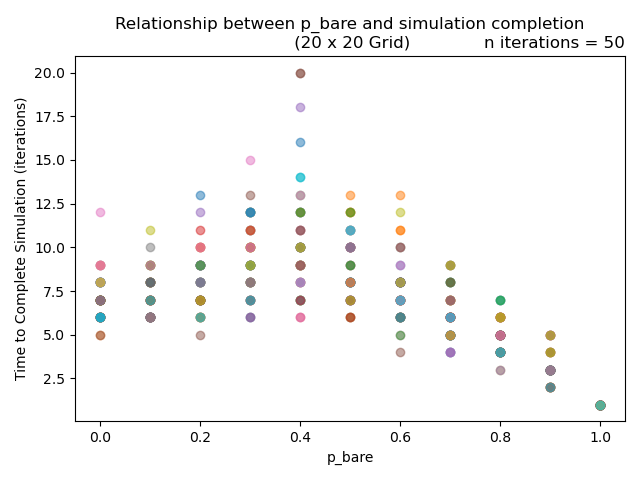 Relationship between p_bare and simulation completion
(20 x 20 Grid)
n iterations = 50
Time to Complete Simulation (iterations)
20.0
17.5
15.0
12.5
10.0
7.5
5.0
2.5
0.0 0.2 0.4 0.6 0.8 1.0
p_bare